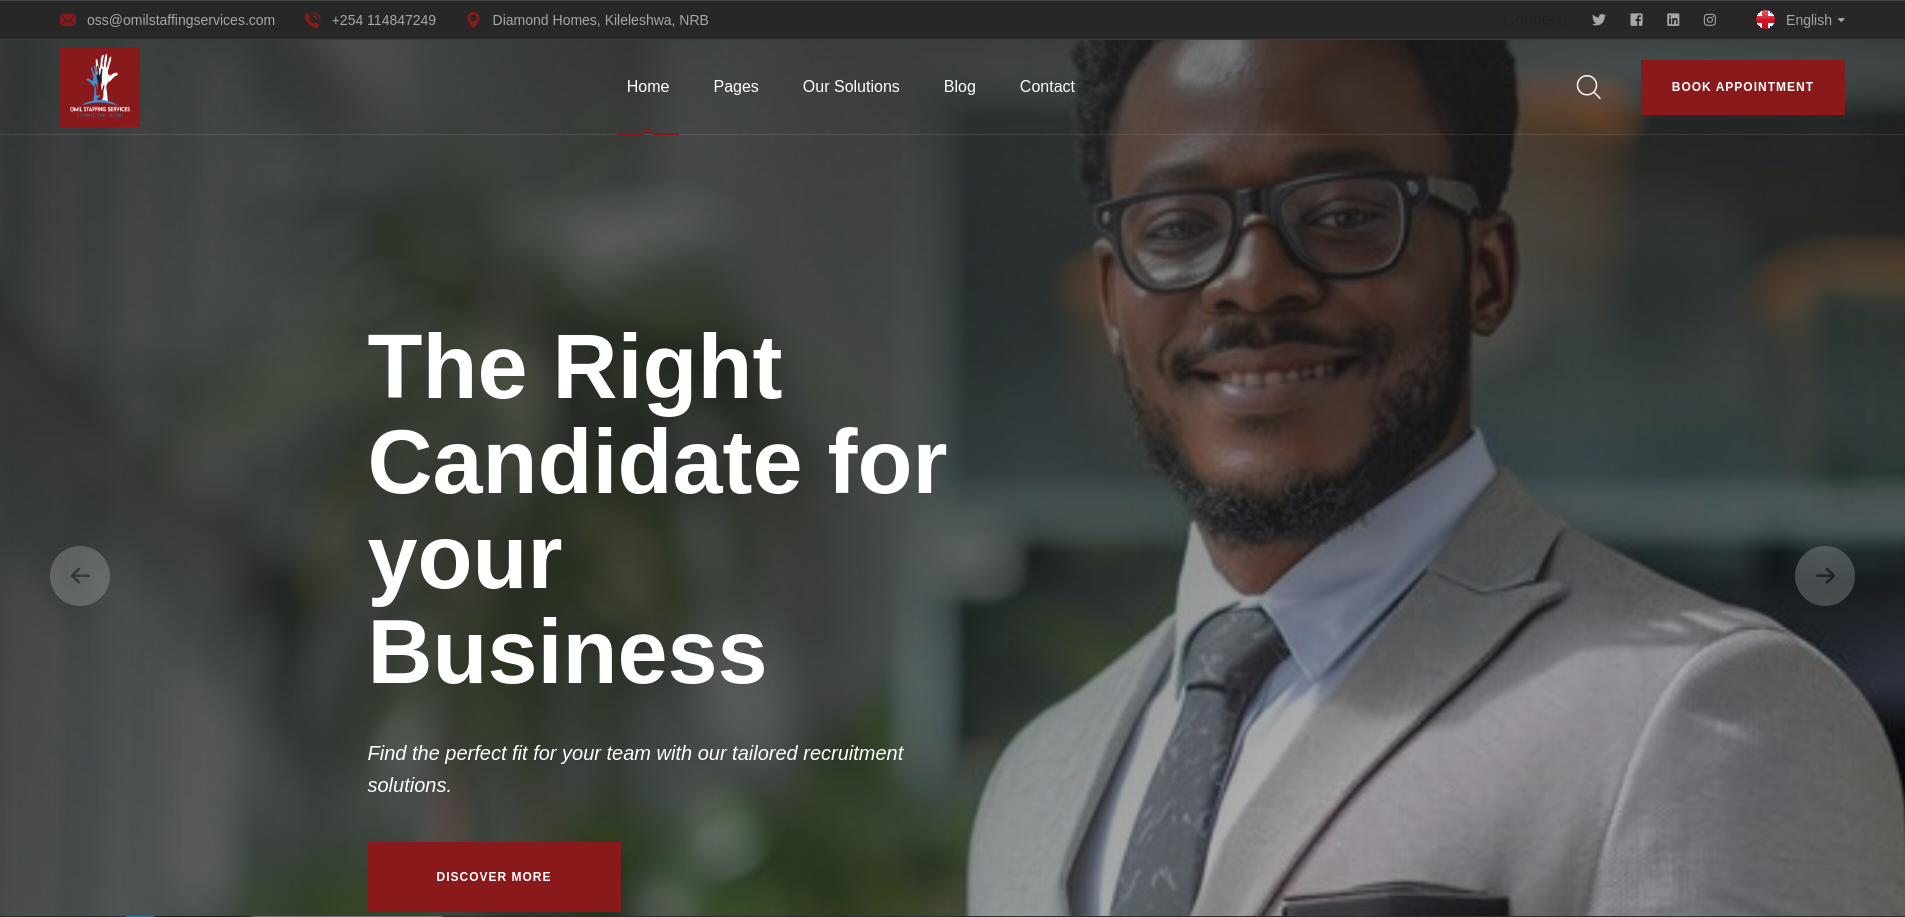 oss@omilstaffingservices.com
+254 114847249
Diamond Homes, Kileleshwa, NRB
English
OMIL STAFFING SERVICES
Home
Pages
Our Solutions
Blog
Contact
BOOK APPOINTMENT
The Right
Candidate for
your
Business
Find the perfect fit for your team with our tailored recruitment
solutions.
DISCOVER MORE